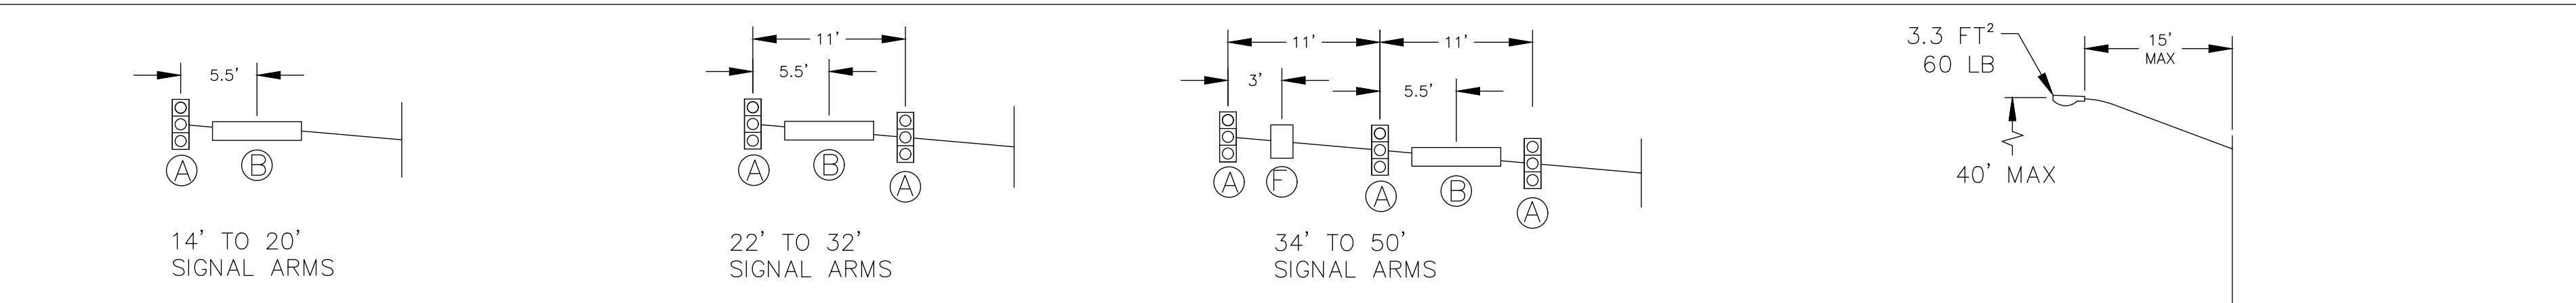 5.5'
A
B
14' TO 20'
SIGNAL ARMS
11'
5.5'
A
B
A
22' TO 32'
SIGNAL ARMS
11'
11'
3'
5.5'
A
F
A
B
A
34' TO 50'
SIGNAL ARMS
3.3 FT²
60 LB
15'
MAX
40' MAX